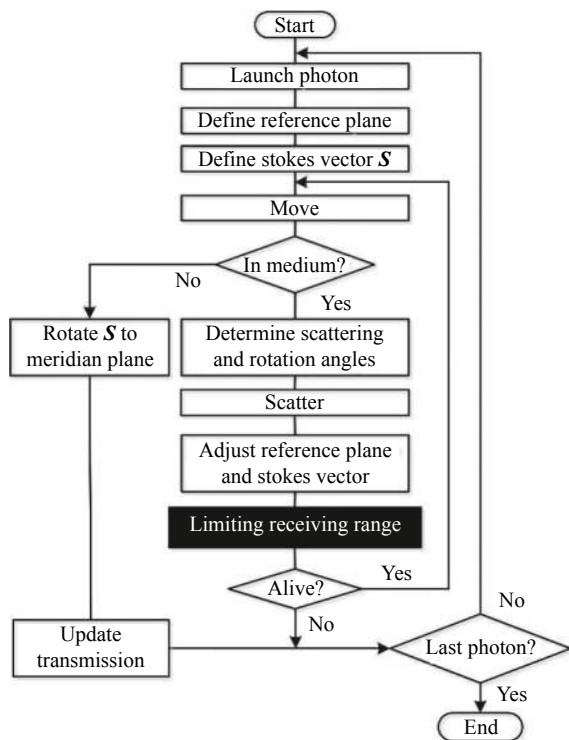 Start
Launch photon
Define reference plane
Define stokes vector S
Move
In medium?
No
Yes
Rotate S to
meridian plane
Determine scattering
and rotation angles
Scatter
Adjust reference plane
and stokes vector
Limiting receiving range
Alive?
Yes
No
Update
transmission
Last photon?
No
Yes
End